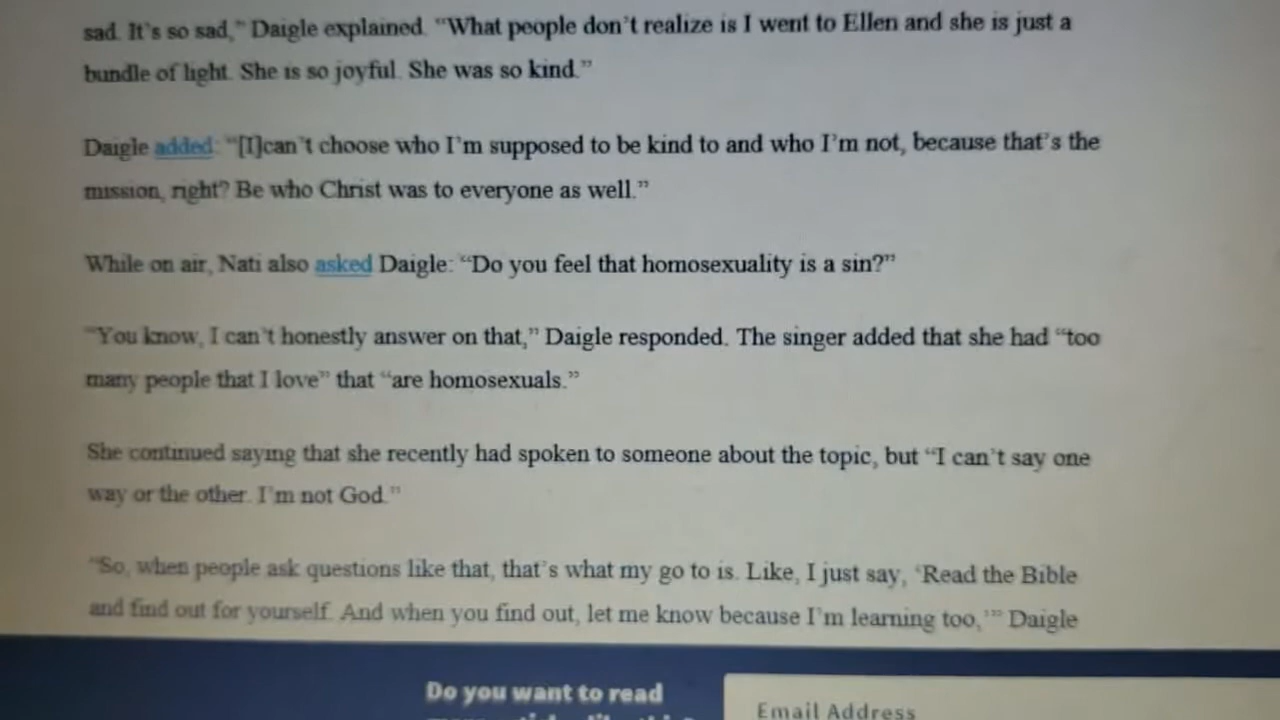 sad. It's so sad," Daigle explained. "What people don't realize is I went to Ellen and she is just a
bundle of light. She is so joyful. She was so kind."
Daigle added: "[I]can't choose who I'm supposed to be kind to and who I'm not, because that's the
mission, right? Be who Christ was to everyone as well."
While on air, Nati also asked Daigle: "Do you feel that homosexuality is a sin?"
"You know, I can't honestly answer on that," Daigle responded. The singer added that she had "too
many people that I love" that "are homosexuals."
She continued saying that she recently had spoken to someone about the topic, but "I can't say one
way or the other. I'm not God."
"So, when people ask questions like that, that's what my go to is. Like, I just say, 'Read the Bible
and find out for yourself. And when you find out, let me know because I'm learning too,'" Daigle
Do you want to read
Email Address